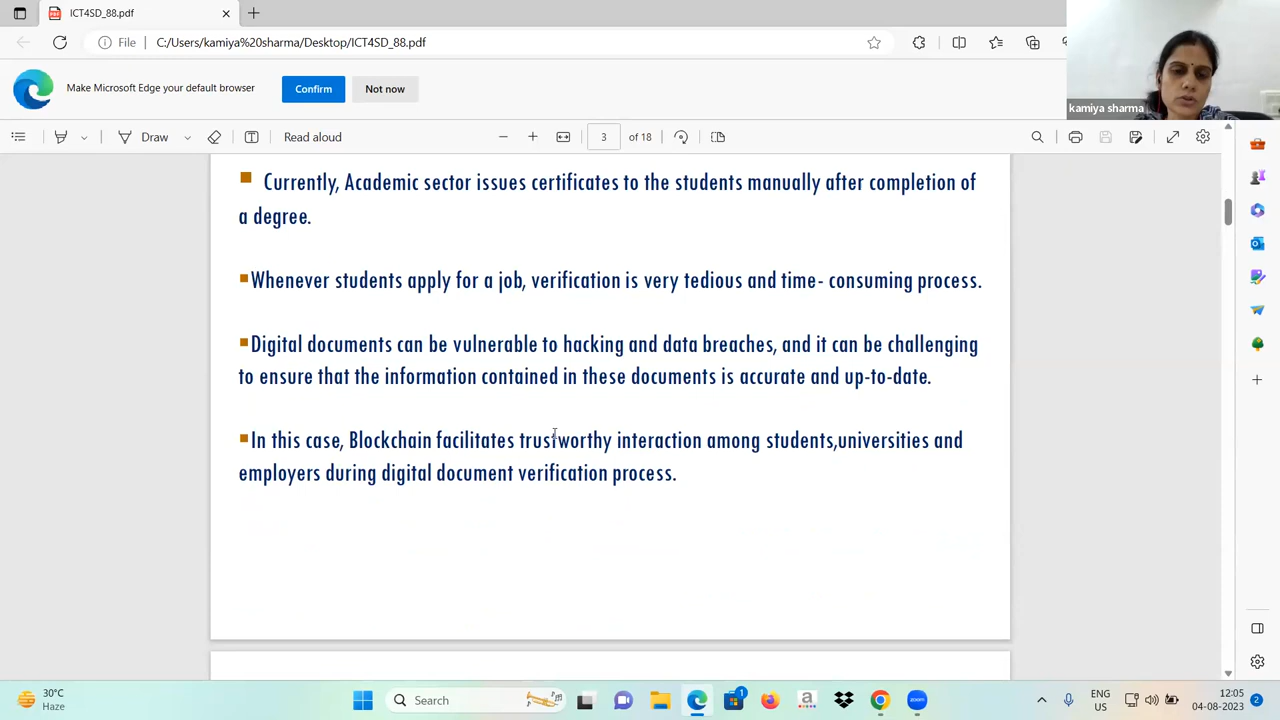 ICT4SD_88.pdf
File
C:/Users/kamiya%20sharma/Desktop/ICT4SD_88.pdf
Make Microsoft Edge your default browser
Confirm
Not now
kamiya sharma
Draw
Read aloud
3
of 18
Currently, Academic sector issues certificates to the students manually after completion of
a degree.
Whenever students apply for a job, verification is very tedious and time- consuming process.
Digital documents can be vulnerable to hacking and data breaches, and it can be challenging
to ensure that the information contained in these documents is accurate and up-to-date.
In this case, Blockchain facilitates trustworthy interaction among students,universities and
employers during digital document verification process.
30°C
Haze
Search
1
a
zoom
ENG
US
12:05
04-08-2023
2